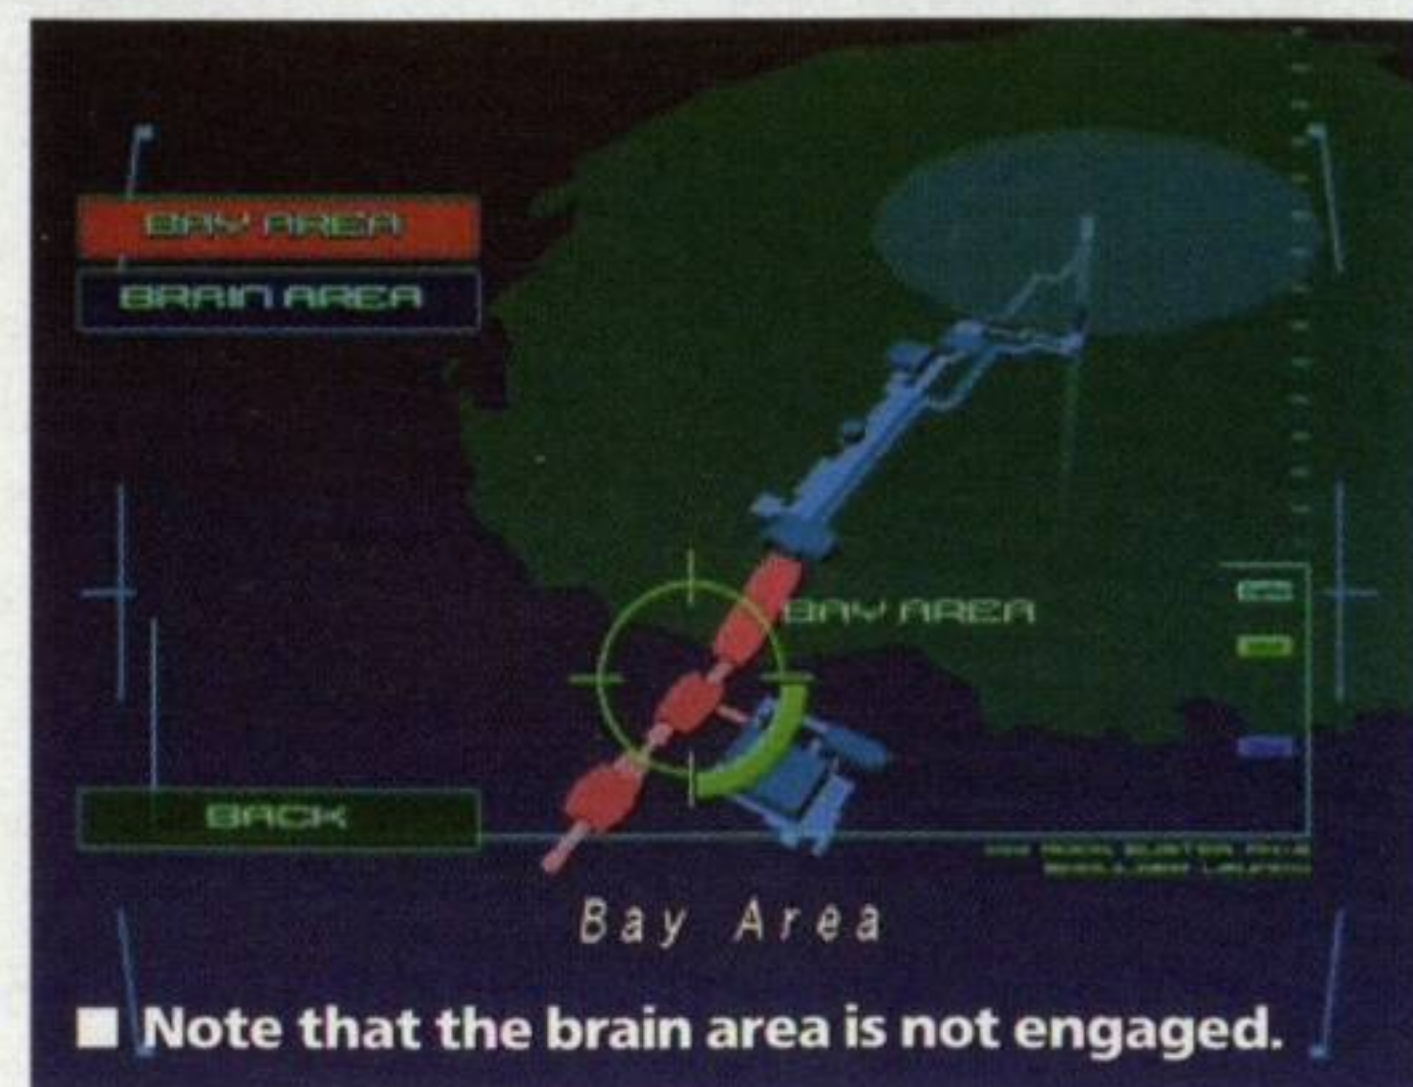 BAY AREA
BRAIN AREA
BAY AREA
BACK
Bay Area
■ Note that the brain area is not engaged.